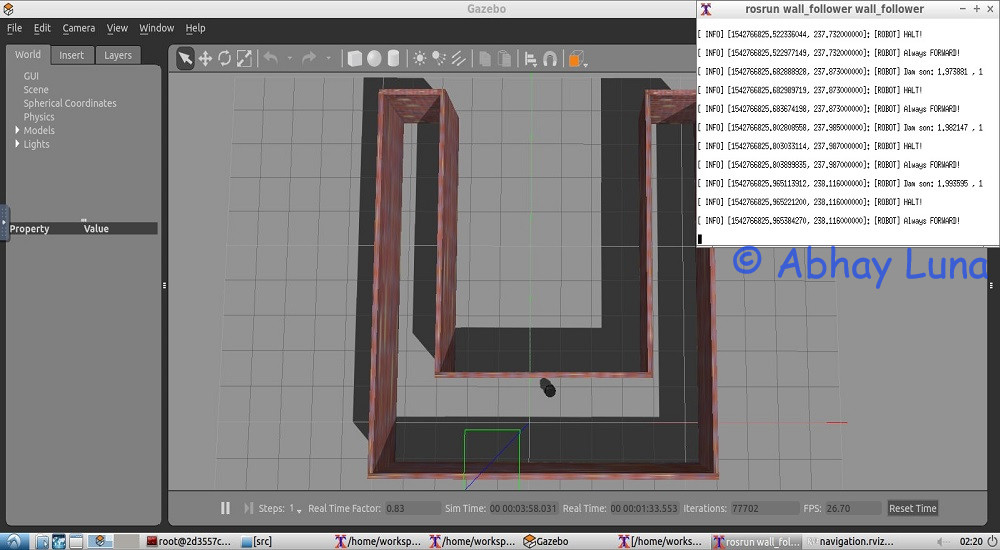 Gazebo
File Edit Camera View Window Help
World Insert Layers
GUI
Scene
Spherical Coordinates
Physics
Models
Lights
Property Value
rosrun wall_follower wall_follower
[ INFO] [1542766825.522336044, 237.732000000]: [ROBOT] HALT!
[ INFO] [1542766825.522977149, 237.732000000]: [ROBOT] Always FORWARD!
[ INFO] [1542766825.682888928, 237.873000000]: [ROBOT] Dam son: 1.973881 , 1
[ INFO] [1542766825.682989719, 237.873000000]: [ROBOT] HALT!
[ INFO] [1542766825.683674198, 237.873000000]: [ROBOT] Always FORWARD!
[ INFO] [1542766825.802808558, 237.985000000]: [ROBOT] Dam son: 1.982147 , 1
[ INFO] [1542766825.803033114, 237.987000000]: [ROBOT] HALT!
[ INFO] [1542766825.803899835, 237.987000000]: [ROBOT] Always FORWARD!
[ INFO] [1542766825.965113912, 238.116000000]: [ROBOT] Dam son: 1.993595 , 1
[ INFO] [1542766825.965221200, 238.116000000]: [ROBOT] HALT!
[ INFO] [1542766825.965384270, 238.116000000]: [ROBOT] Always FORWARD!
© Abhay Luna
Steps: 1 Real Time Factor: 0.83 Sim Time: 00 00:03:58.031 Real Time: 00 00:01:33.553 Iterations: 77702 FPS: 26.70 Reset Time
root@2d3557c... [src] /home/worksp... /home/worksp... Gazebo [/home/works... rosrun wall_fo... navigation.rviz... 02:20